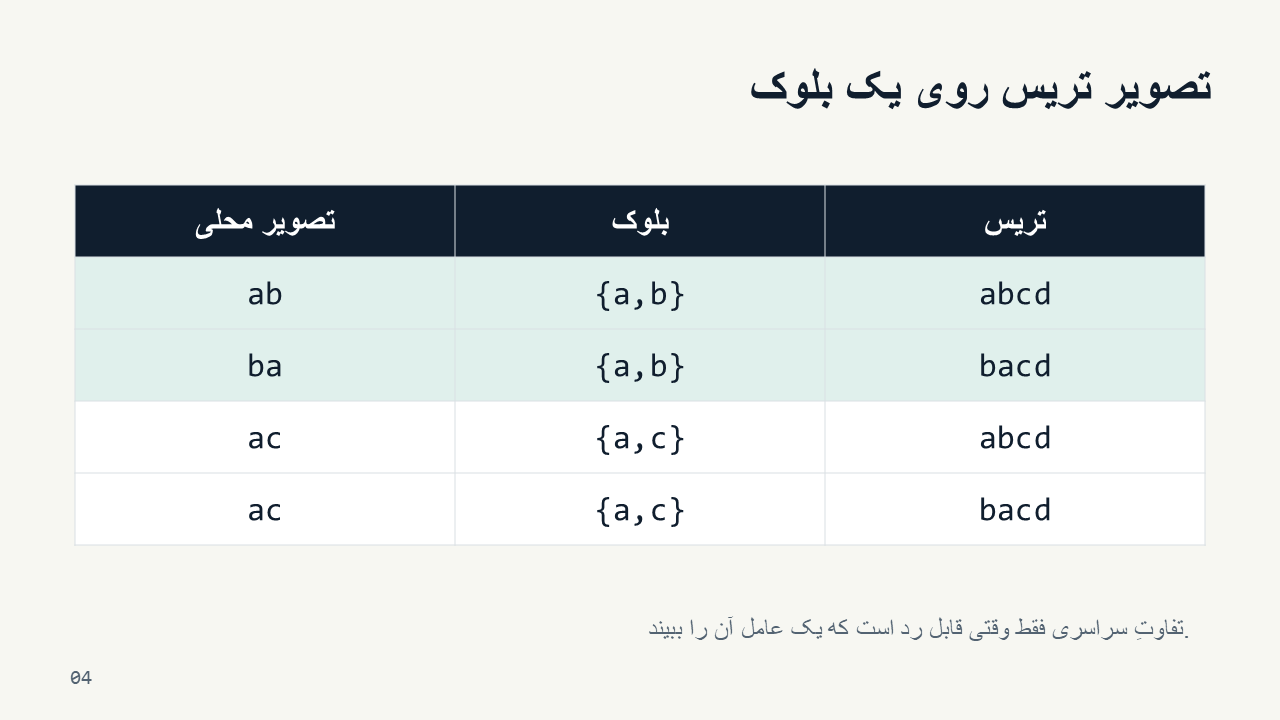 تصویر تریس روی یک بلوک
تریس بلوک تصویر محلی
abcd {a,b} ab
bacd {a,b} ba
abcd {a,c} ac
bacd {a,c} ac
تفاوتِ سراسری فقط وقتی قابل رد است که یک عامل آن را ببیند.
04